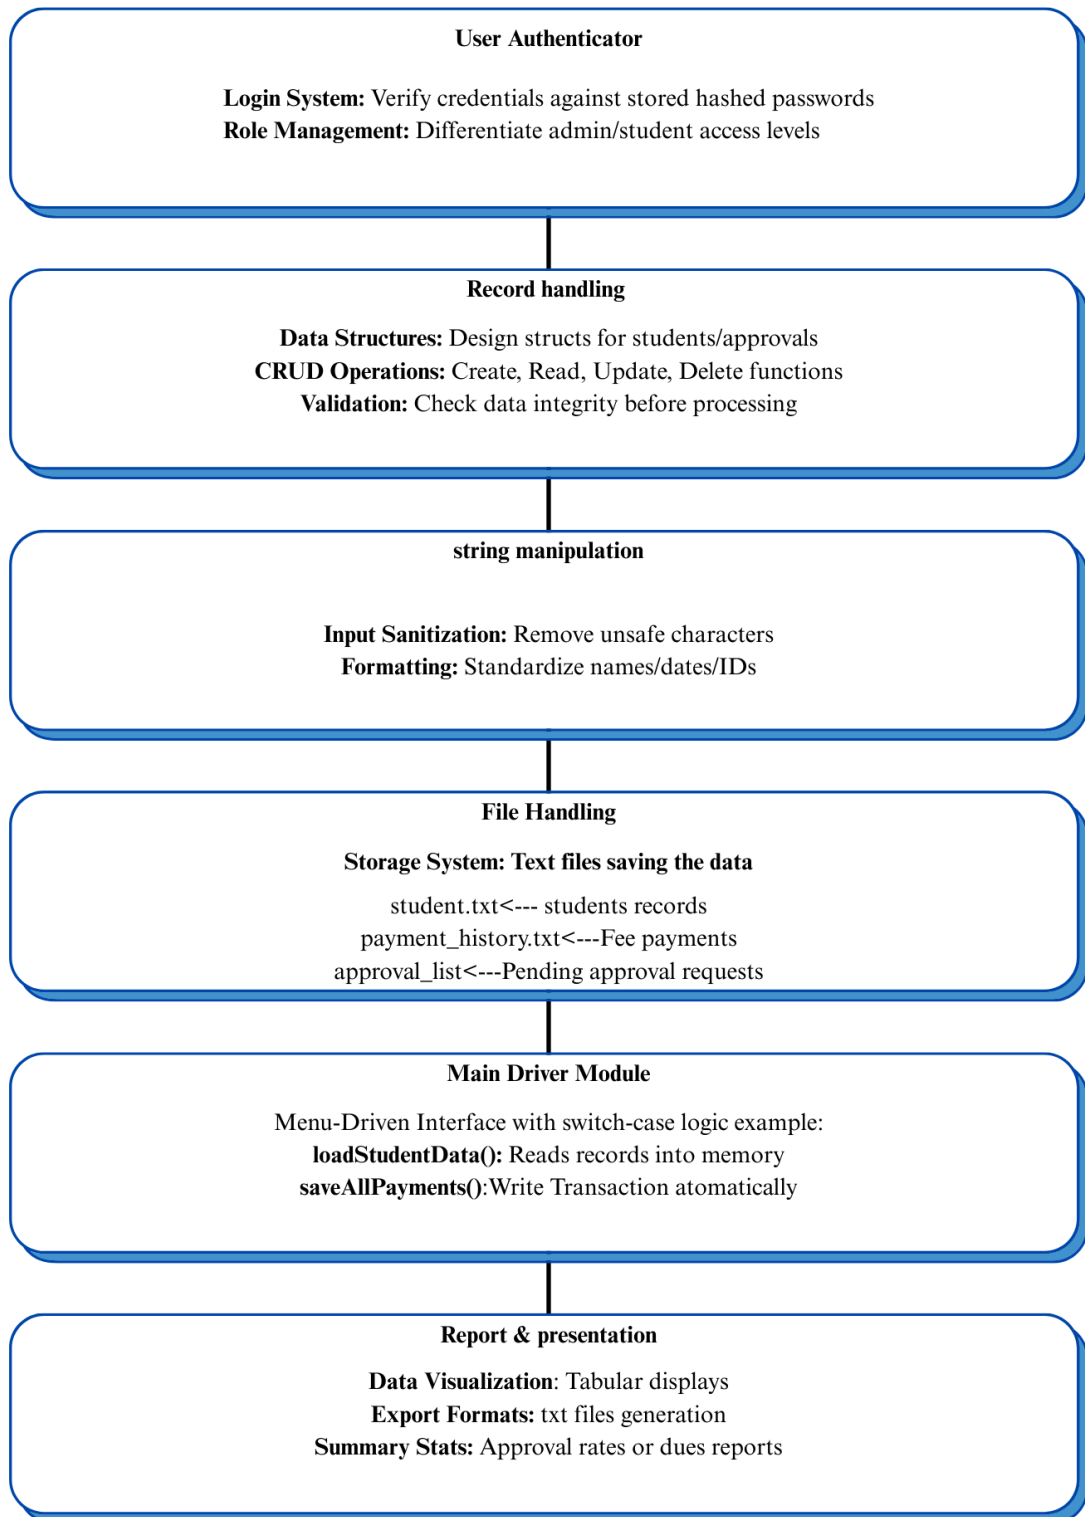 User Authenticator
Login System: Verify credentials against stored hashed passwords
Role Management: Differentiate admin/student access levels
Record handling
Data Structures: Design structs for students/approvals
CRUD Operations: Create, Read, Update, Delete functions
Validation: Check data integrity before processing
string manipulation
Input Sanitization: Remove unsafe characters
Formatting: Standardize names/dates/IDs
File Handling
Storage System: Text files saving the data
student.txt<--- students records
payment_history.txt<---Fee payments
approval_list<---Pending approval requests
Main Driver Module
Menu-Driven Interface with switch-case logic example:
loadStudentData(): Reads records into memory
saveAllPayments():Write Transaction atomatically
Report & presentation
Data Visualization: Tabular displays
Export Formats: txt files generation
Summary Stats: Approval rates or dues reports